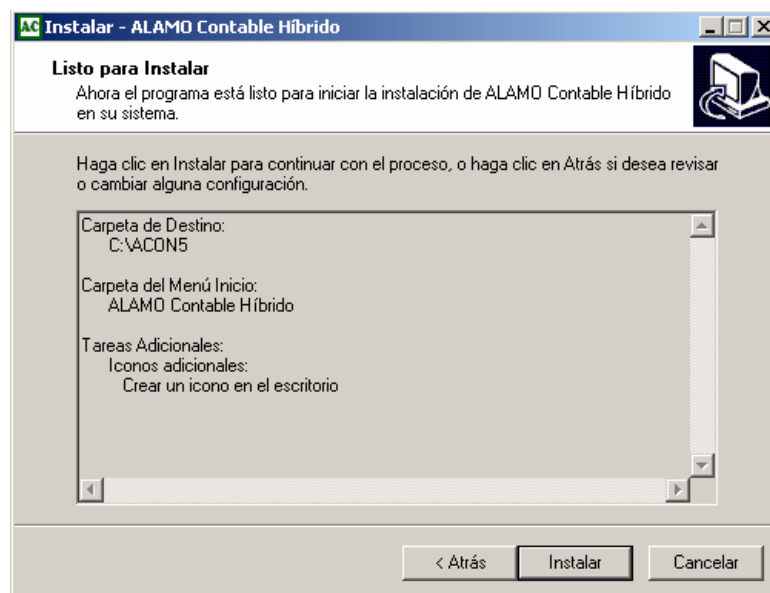 AC Instalar - ALAMO Contable Híbrido
Listo para Instalar
Ahora el programa está listo para iniciar la instalación de ALAMO Contable Híbrido
en su sistema.
Haga clic en Instalar para continuar con el proceso, o haga clic en Atrás si desea revisar
o cambiar alguna configuración.
Carpeta de Destino:
C:\ACON5
Carpeta del Menú Inicio:
ALAMO Contable Híbrido
Tareas Adicionales:
Iconos adicionales:
Crear un icono en el escritorio
< Atrás Instalar Cancelar